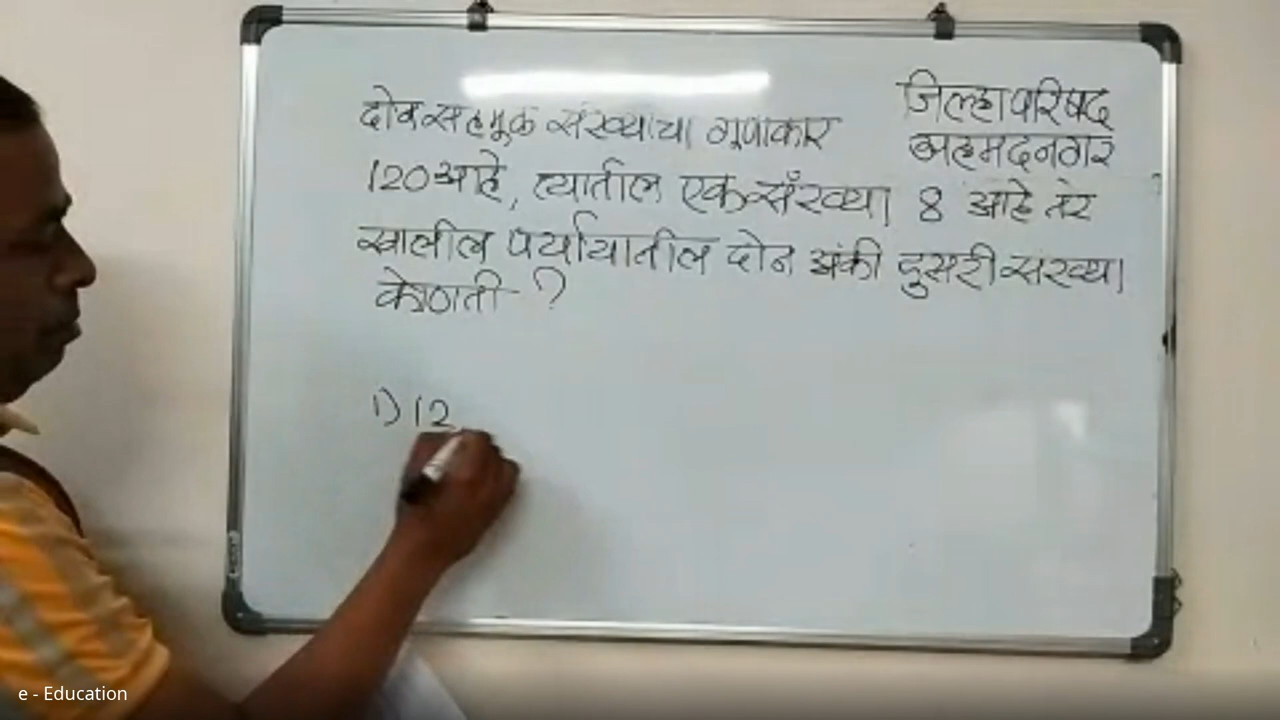 दोन सहमुळ संख्यांचा गुणाकार
120 आहे, त्यातील एक संख्या 8 आहे तर
खालील पर्यायातील दोन अंकी दुसरी संख्या
कोणती ?
जिल्हा परिषद
अहमदनगर
1) 12
e - Education